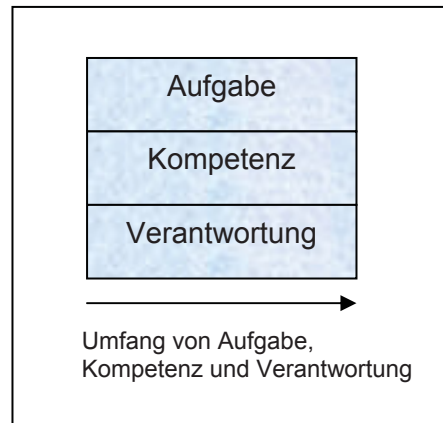 Aufgabe
Kompetenz
Verantwortung
Umfang von Aufgabe,
Kompetenz und Verantwortung